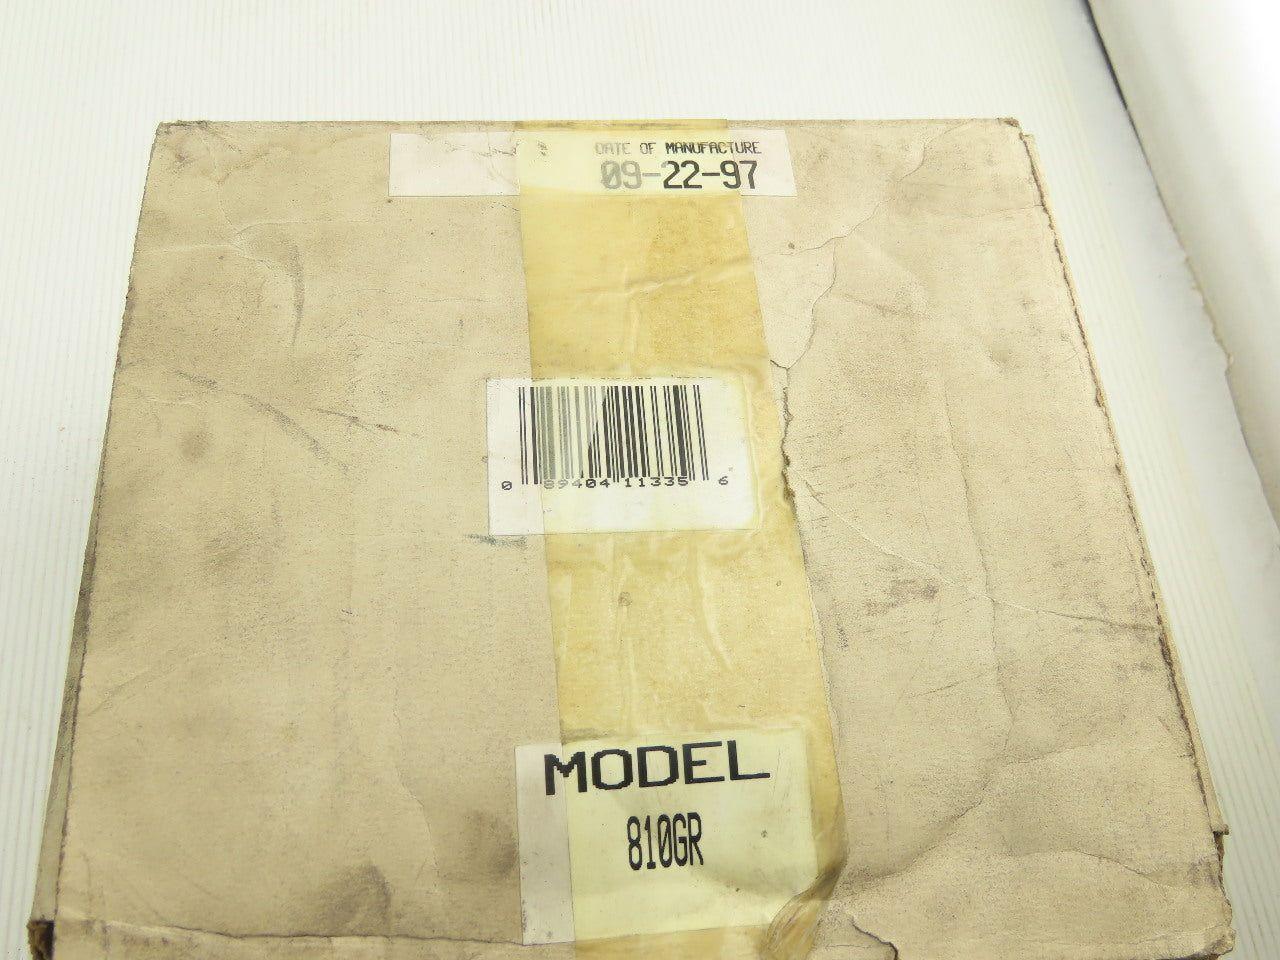 DATE OF MANUFACTURE
09-22-97
0 89404 11335 6
MODEL
810GR